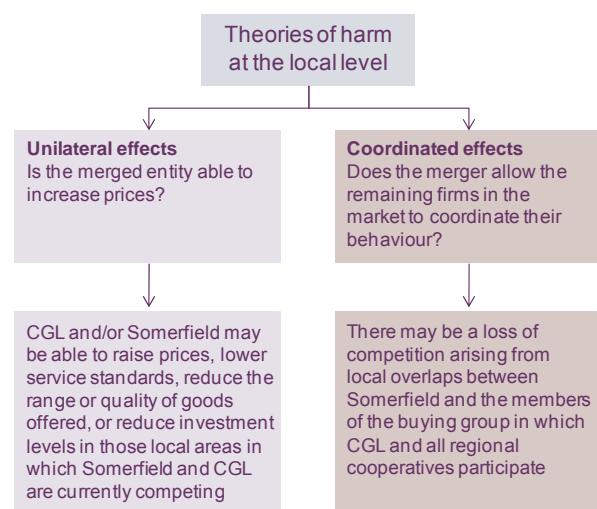 Theories of harm
at the local level
Unilateral effects
Is the merged entity able to
increase prices?
Coordinated effects
Does the merger allow the
remaining firms in the
market to coordinate their
behaviour?
CGL and/or Somerfield may
be able to raise prices, lower
service standards, reduce the
range or quality of goods
offered, or reduce investment
levels in those local areas in
which Somerfield and CGL
are currently competing
There may be a loss of
competition arising from
local overlaps between
Somerfield and the members
of the buying group in which
CGL and all regional
cooperatives participate